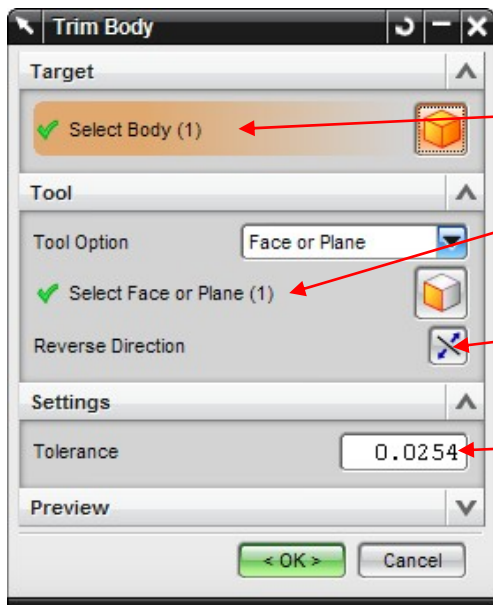 Trim Body
Target
Select Body (1)
Tool
Tool Option Face or Plane
Select Face or Plane (1)
Reverse Direction
Settings
Tolerance 0.0254
Preview
< OK > Cancel